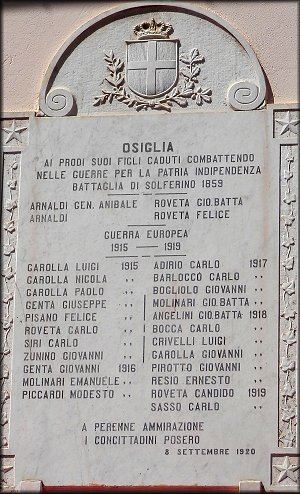 OSIGLIA
AI PRODI SUOI FIGLI CADUTI COMBATTENDO
NELLE GUERRE PER LA PATRIA INDIPENDENZA
BATTAGLIA DI SOLFERINO 1859
ARNALDI GEN. ANIBALE ROVETA GIO.BATTA
ARNALDI ROVETA FELICE
GUERRA EUROPEA
1915 — 1919
GAROLLA LUIGI 1915 ADIRIO CARLO 1917
GAROLLA NICOLA ,, BARLOCCO CARLO ,,
GAROLLA PAOLO ,, BOGLIOLO GIOVANNI ,,
GENTA GIUSEPPE ,, MOLINARI GIO.BATTA ,,
PISANO FELICE ,, ANGELINI GIO.BATTA 1918
ROVETA CARLO ,, BOCCA CARLO ,,
SIRI CARLO ,, CRIVELLI LUIGI ,,
ZUNINO GIOVANNI ,, GAROLLA GIOVANNI ,,
GENTA GIOVANNI 1916 PIROTTO GIOVANNI ,,
MOLINARI EMANUELE ,, RESIO ERNESTO ,,
PICCARDI MODESTO ,, ROVETA CANDIDO 1919
SASSO CARLO ,,
A PERENNE AMMIRAZIONE
I CONCITTADINI POSERO
8 SETTEMBRE 1920